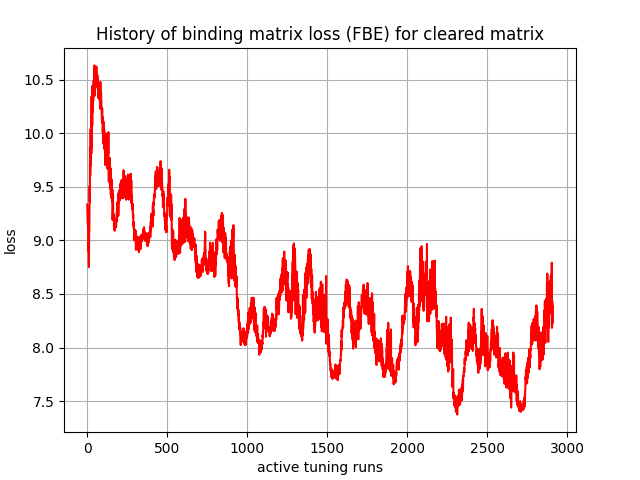 History of binding matrix loss (FBE) for cleared matrix
10.5
10.0
9.5
9.0
8.5
8.0
7.5
loss
0 500 1000 1500 2000 2500 3000
active tuning runs